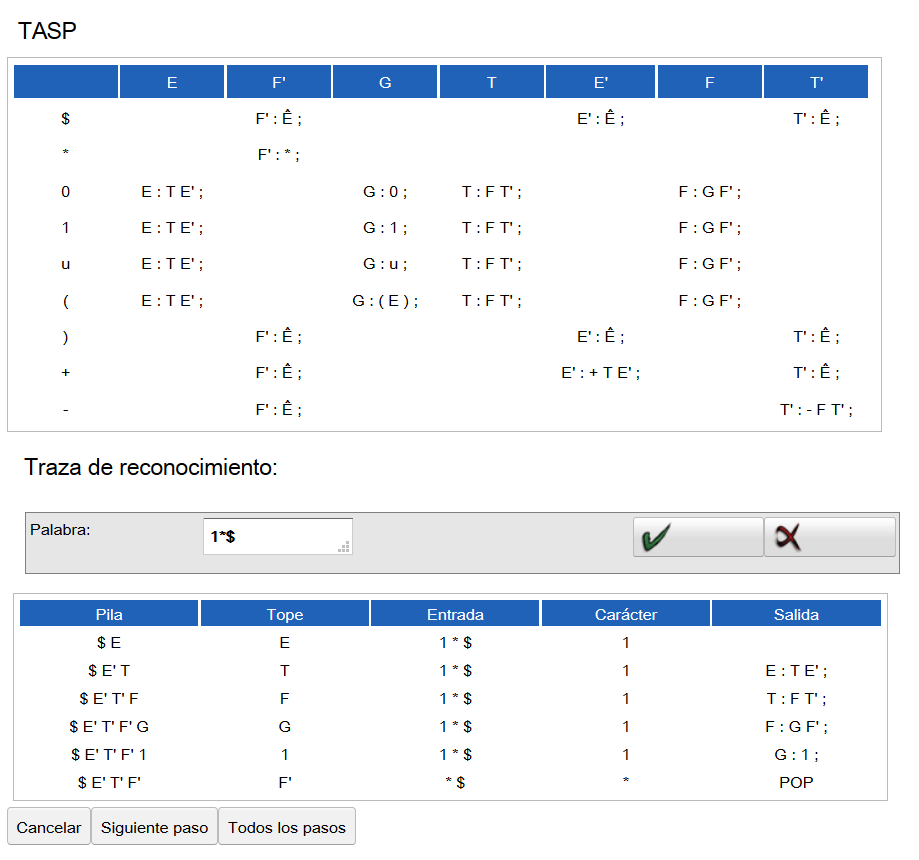 TASP
E F' G T E' F T'
$ F' : Ê ; E' : Ê ; T' : Ê ;
* F' : * ;
0 E : T E' ; G : 0 ; T : F T' ; F : G F' ;
1 E : T E' ; G : 1 ; T : F T' ; F : G F' ;
u E : T E' ; G : u ; T : F T' ; F : G F' ;
( E : T E' ; G : ( E ) ; T : F T' ; F : G F' ;
) F' : Ê ; E' : Ê ; T' : Ê ;
+ F' : Ê ; E' : + T E' ; T' : Ê ;
- F' : Ê ; T' : - F T' ;
Traza de reconocimiento:
Palabra: 1*$
Pila Tope Entrada Carácter Salida
$ E E 1 * $ 1
$ E' T T 1 * $ 1 E : T E' ;
$ E' T' F F 1 * $ 1 T : F T' ;
$ E' T' F' G G 1 * $ 1 F : G F' ;
$ E' T' F' 1 1 1 * $ 1 G : 1 ;
$ E' T' F' F' * $ * POP
Cancelar Siguiente paso Todos los pasos